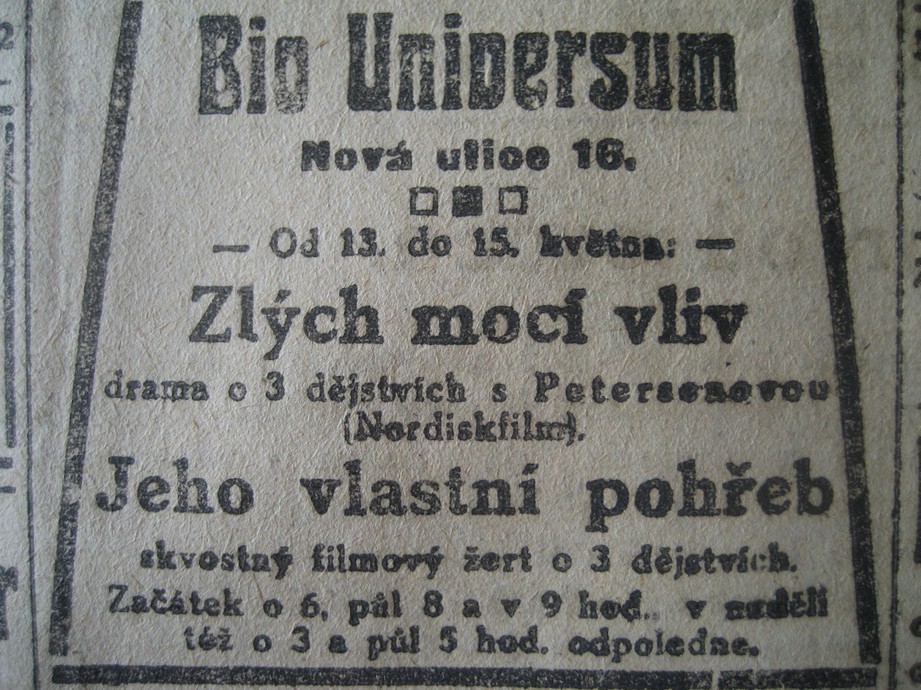 Bio Universum
Nová ulice 16.
— Od 13. do 15. května: —
Zlých mocí vliv
drama o 3 dějstvích s Petersenovou
(Nordiskfilm).
Jeho vlastní pohřeb
skvostný filmový žert o 3 dějstvích.
Začátek o 6, půl 8 a v 9 hod. v neděli
též o 3 a půl 5 hod. odpoledne.